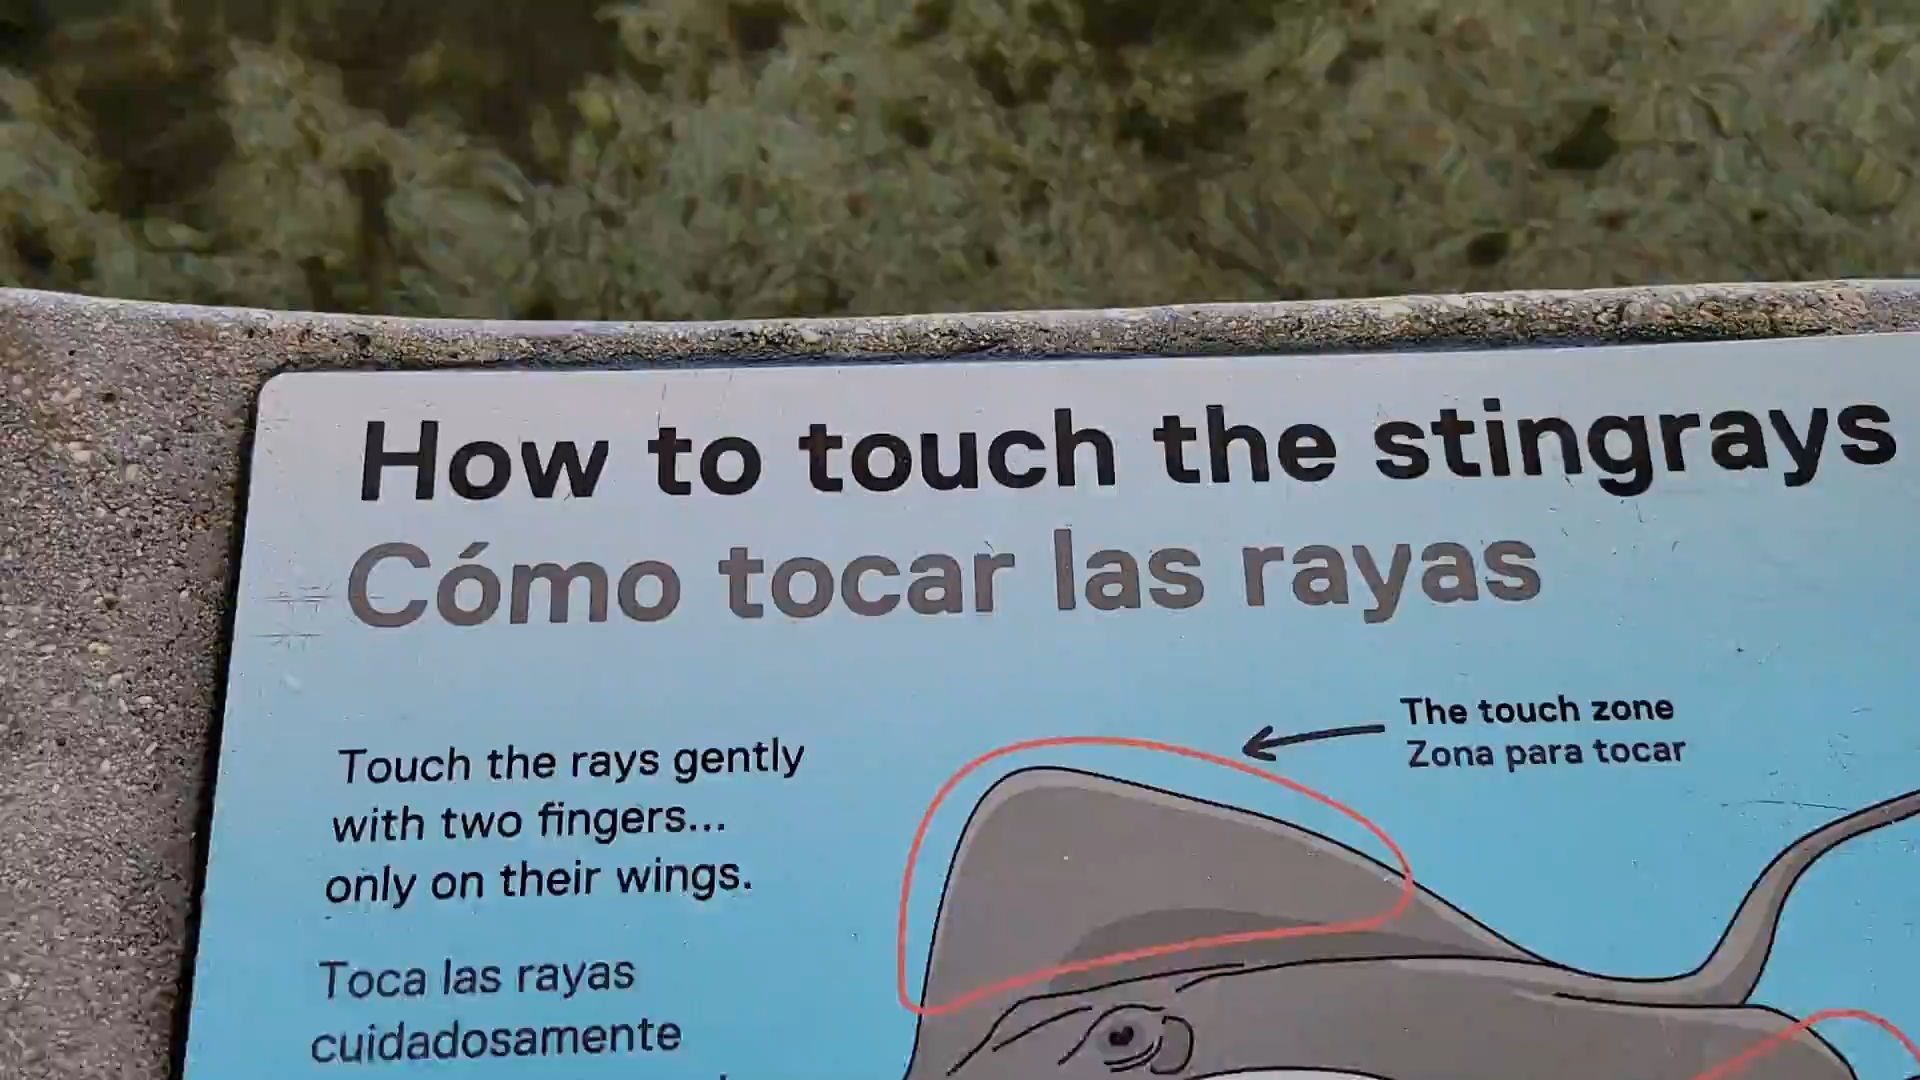 How to touch the stingrays
Cómo tocar las rayas
The touch zone
Zona para tocar
Touch the rays gently
with two fingers...
only on their wings.
Toca las rayas
cuidadosamente